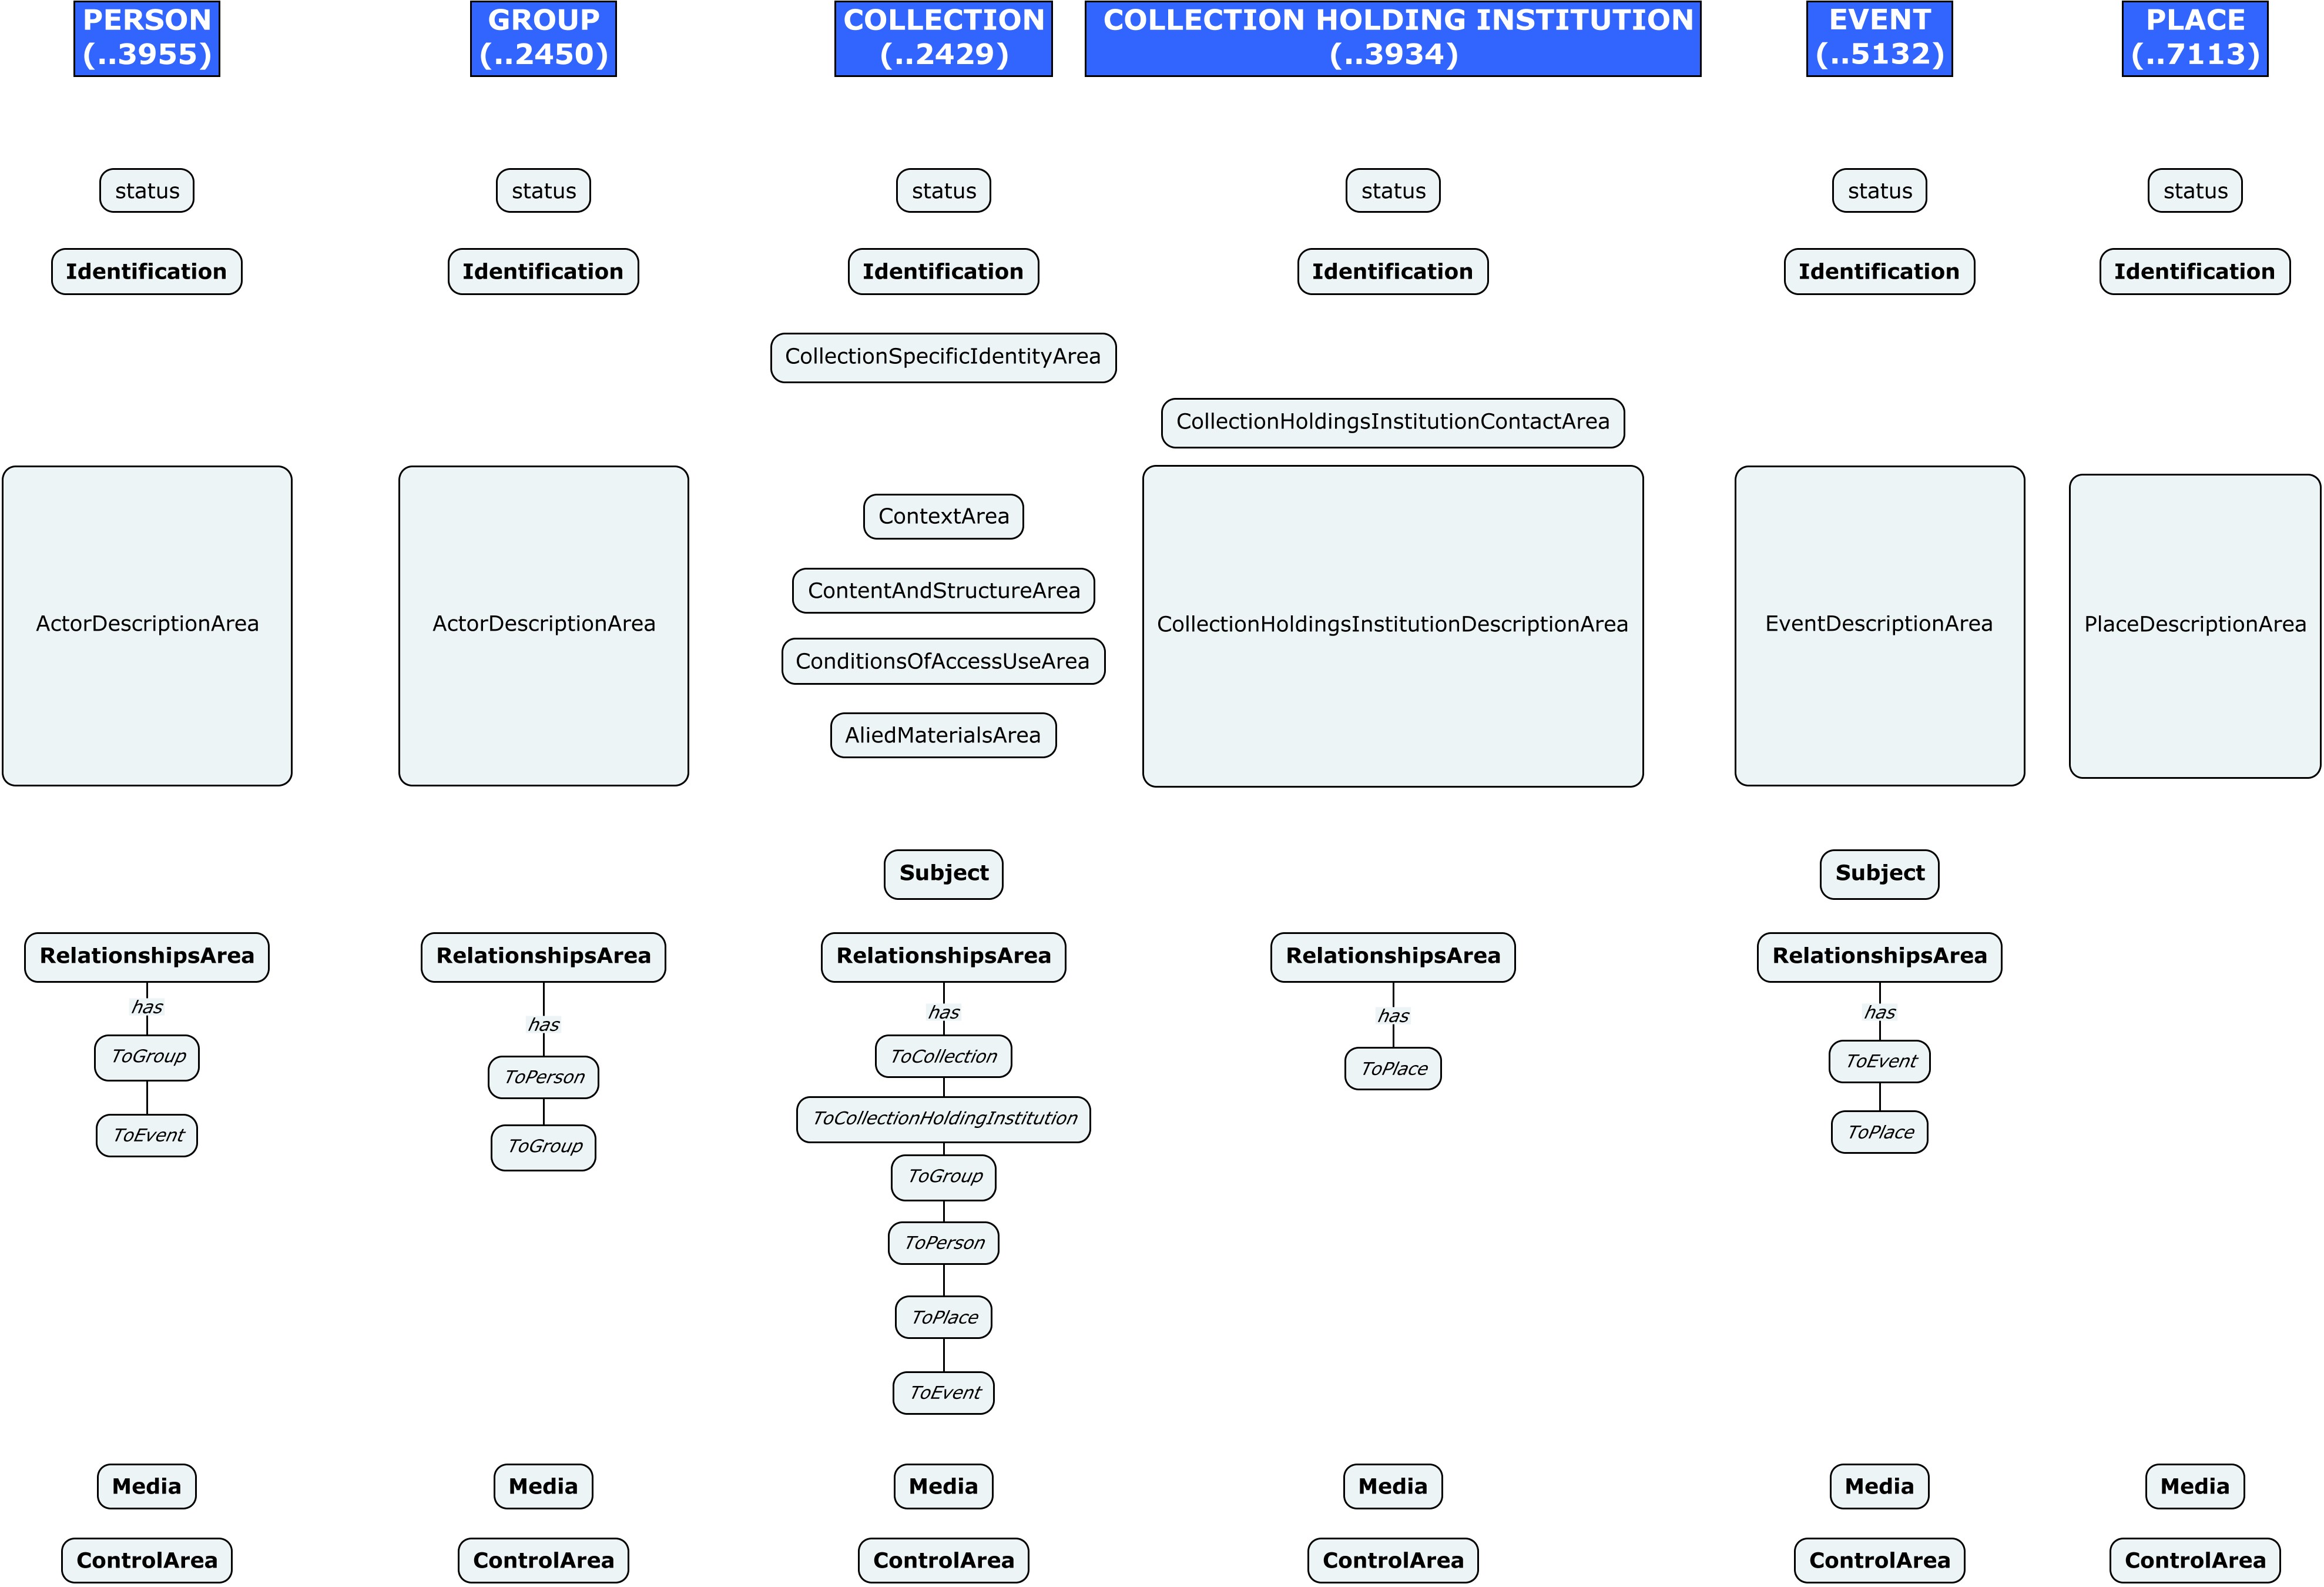 PERSON
(..3955)
GROUP
(..2450)
COLLECTION
(..2429)
COLLECTION HOLDING INSTITUTION
(..3934)
EVENT
(..5132)
PLACE
(..7113)
status
status
status
status
status
status
Identification
Identification
Identification
Identification
Identification
Identification
CollectionSpecificIdentityArea
CollectionHoldingsInstitutionContactArea
ActorDescriptionArea
ActorDescriptionArea
ContextArea
ContentAndStructureArea
ConditionsOfAccessUseArea
AliedMaterialsArea
CollectionHoldingsInstitutionDescriptionArea
EventDescriptionArea
PlaceDescriptionArea
Subject
Subject
RelationshipsArea
has
ToGroup
ToEvent
RelationshipsArea
has
ToPerson
ToGroup
RelationshipsArea
has
ToCollection
ToCollectionHoldingInstitution
ToGroup
ToPerson
ToPlace
ToEvent
RelationshipsArea
has
ToPlace
RelationshipsArea
has
ToEvent
ToPlace
Media
Media
Media
Media
Media
Media
ControlArea
ControlArea
ControlArea
ControlArea
ControlArea
ControlArea